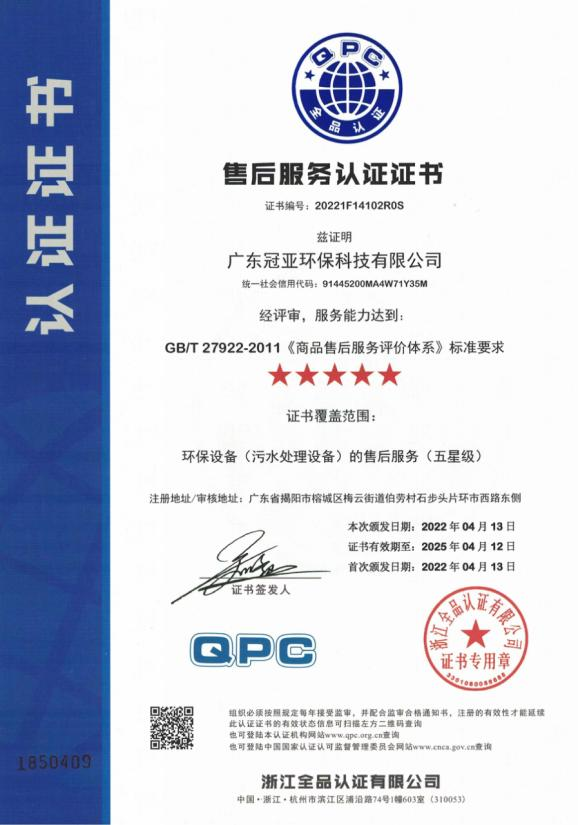 QPC
全品认证
认证证书
售后服务认证证书
证书编号：20221F14102R0S
兹证明
广东冠亚环保科技有限公司
统一社会信用代码：91445200MA4W71Y35M
经评审，服务能力达到：
GB/T 27922-2011《商品售后服务评价体系》标准要求
证书覆盖范围：
环保设备（污水处理设备）的售后服务（五星级）
注册地址/审核地址：广东省揭阳市榕城区梅云街道伯劳村石步头片环市西路东侧
本次颁发日期：2022 年 04 月 13 日
证书有效期至：2025 年 04 月 12 日
首次颁发日期：2022 年 04 月 13 日
证书签发人
QPC
浙江全品认证有限公司
证书专用章
组织必须按照规定每年接受监审，并配合监审合格通知书，注册的有效性才能延续
此认证证书的有效状态信息可扫描左方二维码查询
也可登陆本认证机构网站www.qpc.org.cn查询
也可登陆中国国家认证认可监督管理委员会网站www.cnca.gov.cn查询
1850409
浙江全品认证有限公司
中国·浙江·杭州市滨江区浦沿路74号1幢603室（310053）